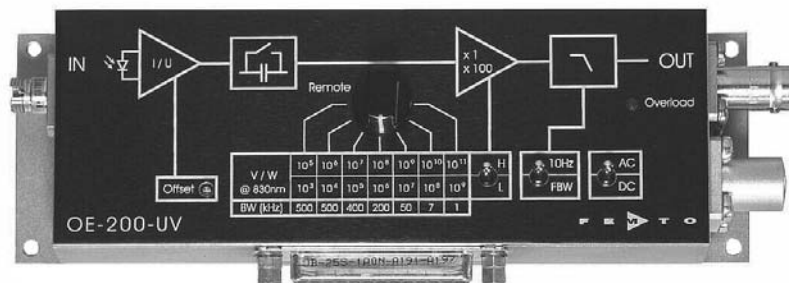 IN
I / U
x 1
x 100
OUT
Remote
Overload
V / W
@ 830nm
10⁵ 10⁶ 10⁷ 10⁸ 10⁹ 10¹⁰ 10¹¹
10³ 10⁴ 10⁵ 10⁶ 10⁷ 10⁸ 10⁹
BW (kHz) 500 500 400 200 50 7 1
H
L
10Hz
FBW
AC
DC
Offset
OE-200-UV
FEMTO